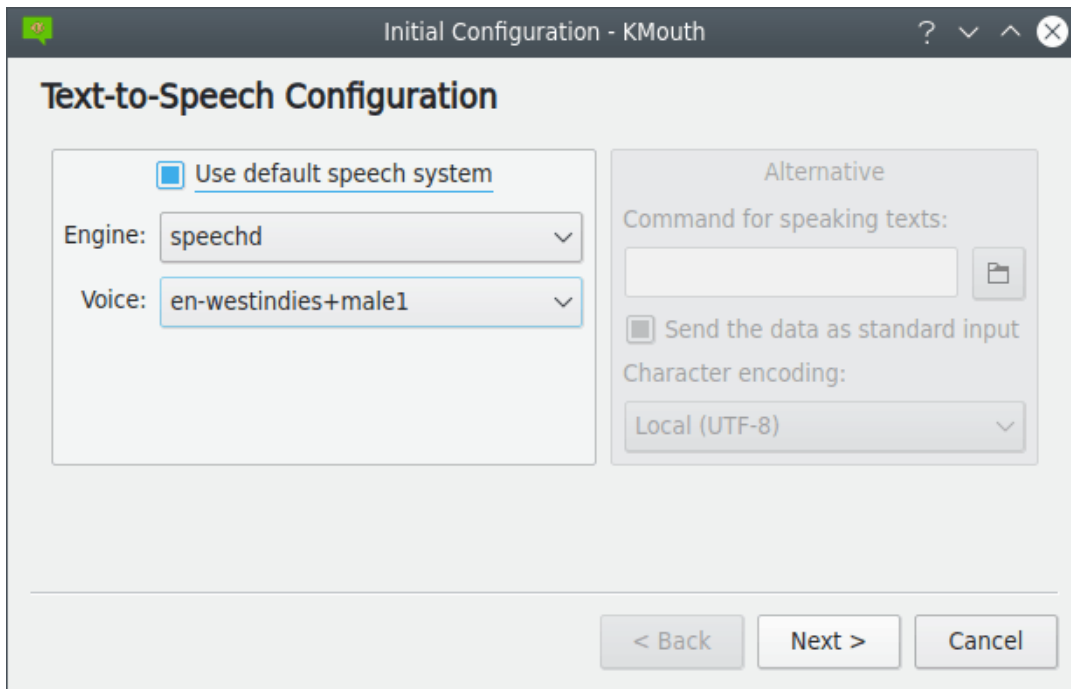 Initial Configuration - KMouth
Text-to-Speech Configuration
Use default speech system
Engine: speechd
Voice: en-westindies+male1
Alternative
Command for speaking texts:
Send the data as standard input
Character encoding:
Local (UTF-8)
< Back Next > Cancel